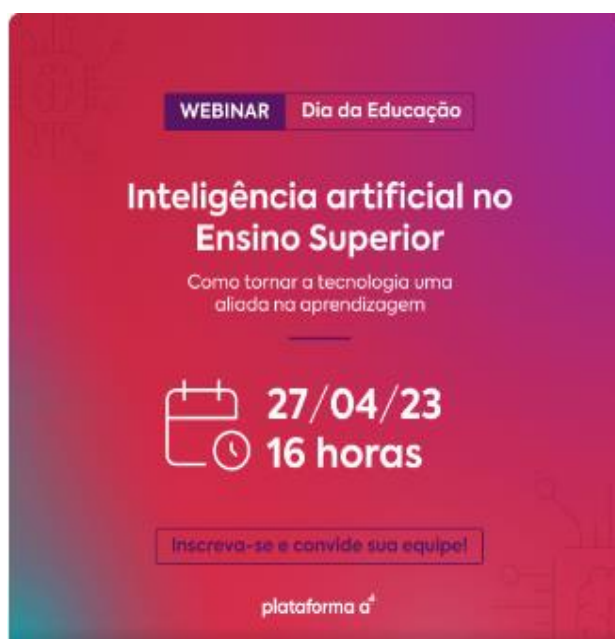 WEBINAR Dia da Educação
Inteligência artificial no
Ensino Superior
Como tornar a tecnologia uma
aliada na aprendizagem
27/04/23
16 horas
Inscreva-se e convide sua equipe!
plataforma a⁴